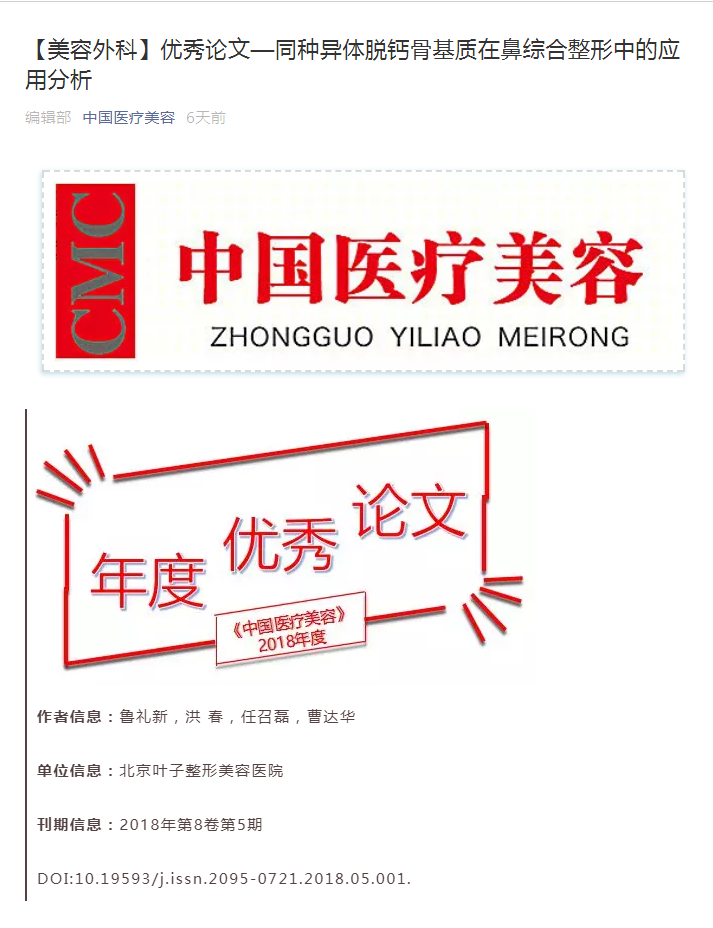 【美容外科】优秀论文—同种异体脱钙骨基质在鼻综合整形中的应
用分析
编辑部 中国医疗美容 6天前
CMC
中国医疗美容
ZHONGGUO YILIAO MEIRONG
年度 优秀 论文
《中国医疗美容》
2018年度
作者信息：鲁礼新，洪 春，任召磊，曹达华
单位信息：北京叶子整形美容医院
刊期信息：2018年第8卷第5期
DOI:10.19593/j.issn.2095-0721.2018.05.001.